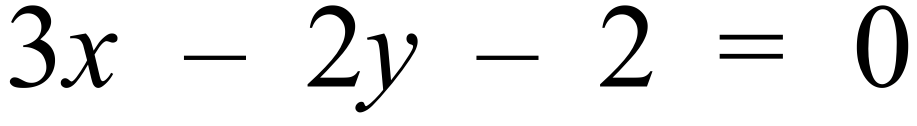 3x − 2y − 2 = 0